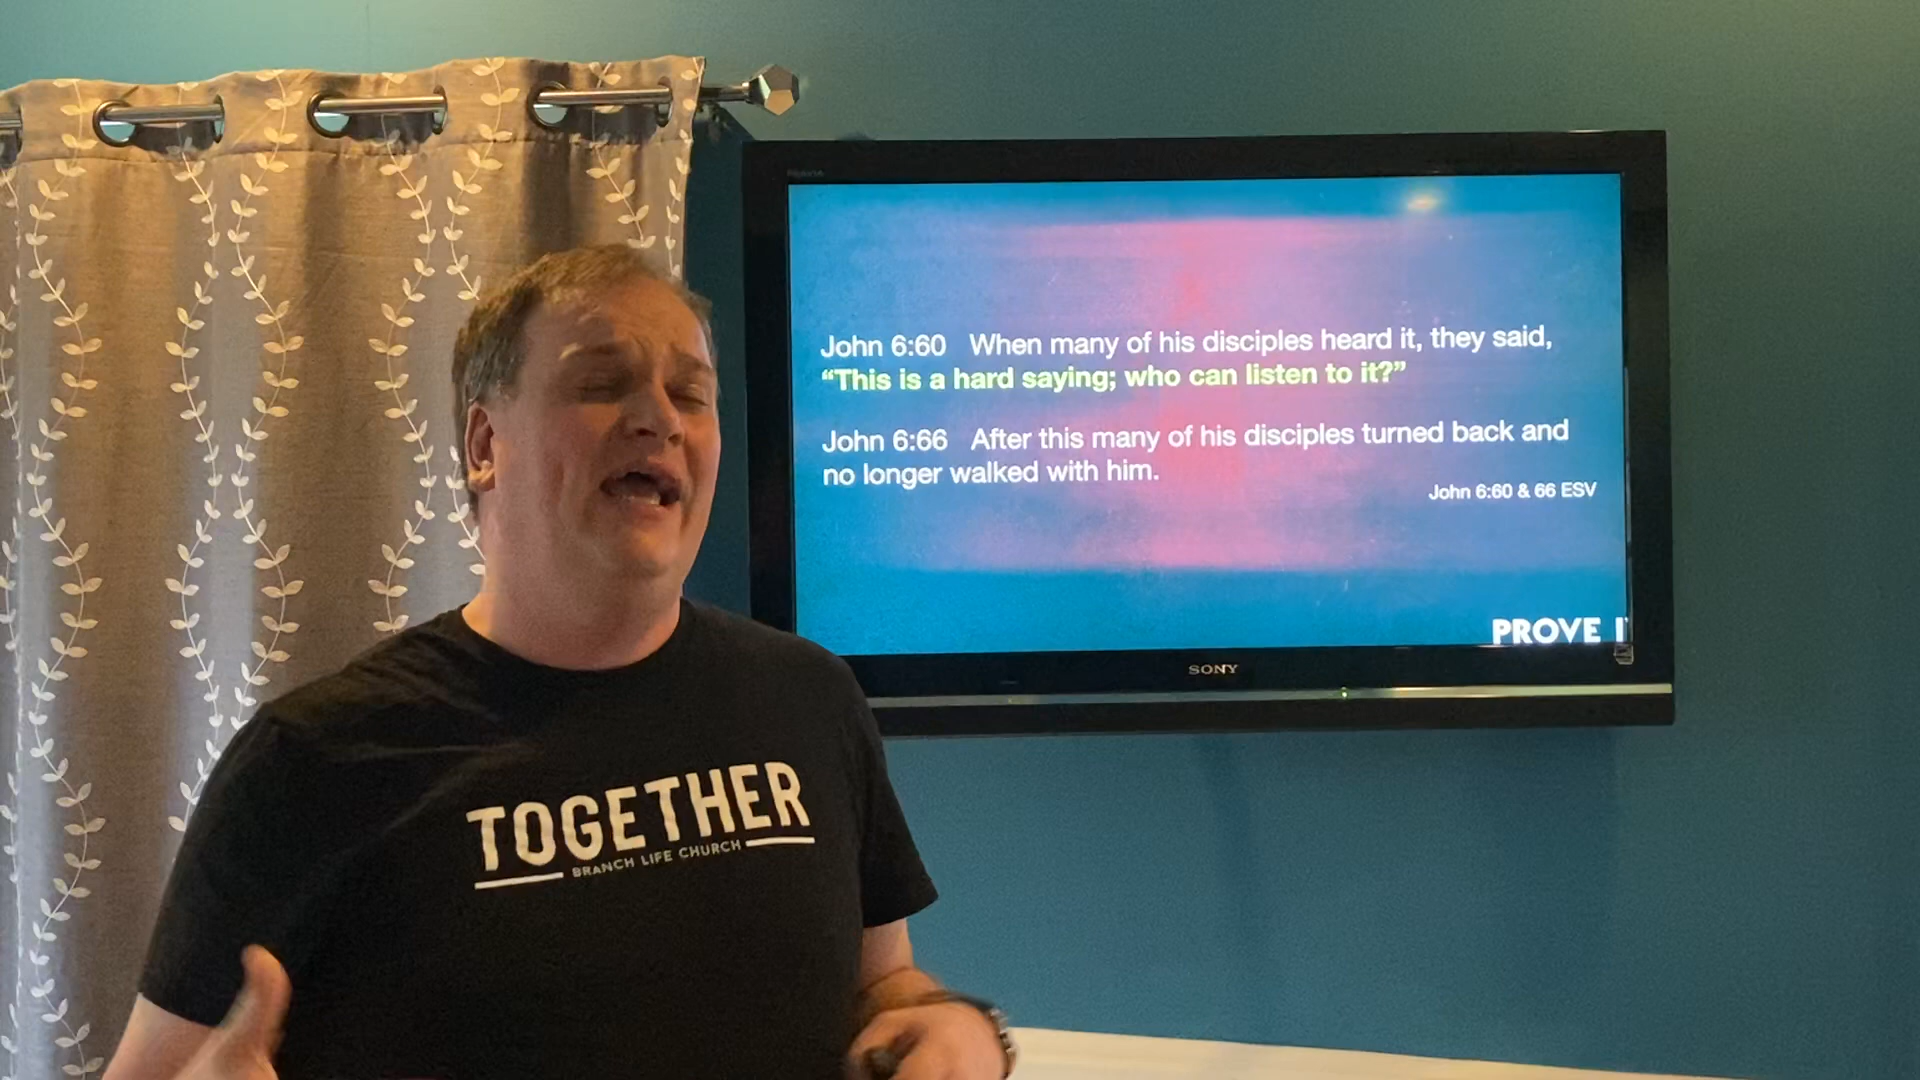 John 6:60 When many of his disciples heard it, they said,
“This is a hard saying; who can listen to it?”
John 6:66 After this many of his disciples turned back and
no longer walked with him.
John 6:60 & 66 ESV
PROVE I
SONY
TOGETHER
BRANCH LIFE CHURCH